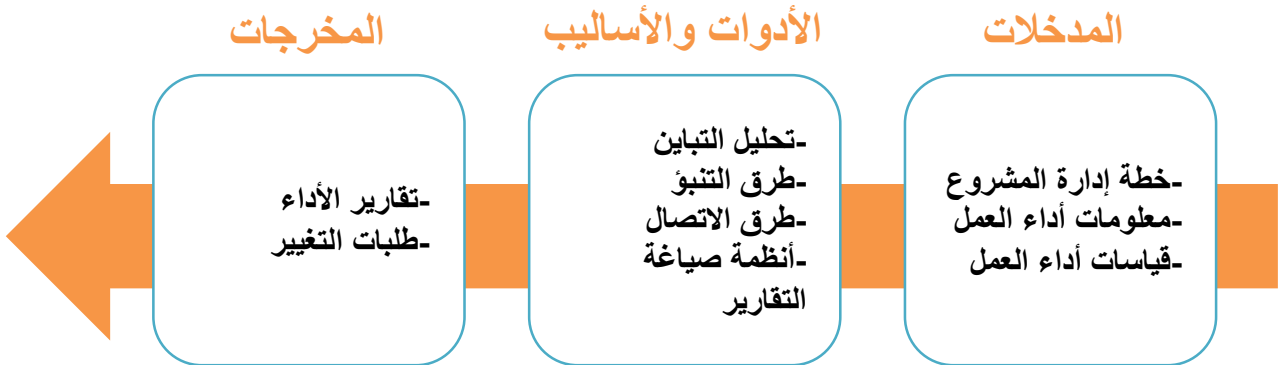 المدخلات
-خطة إدارة المشروع
-معلومات أداء العمل
-قياسات أداء العمل
الأدوات والأساليب
-تحليل التباين
-طرق التنبؤ
-طرق الاتصال
-أنظمة صياغة
التقارير
المخرجات
-تقارير الأداء
-طلبات التغيير